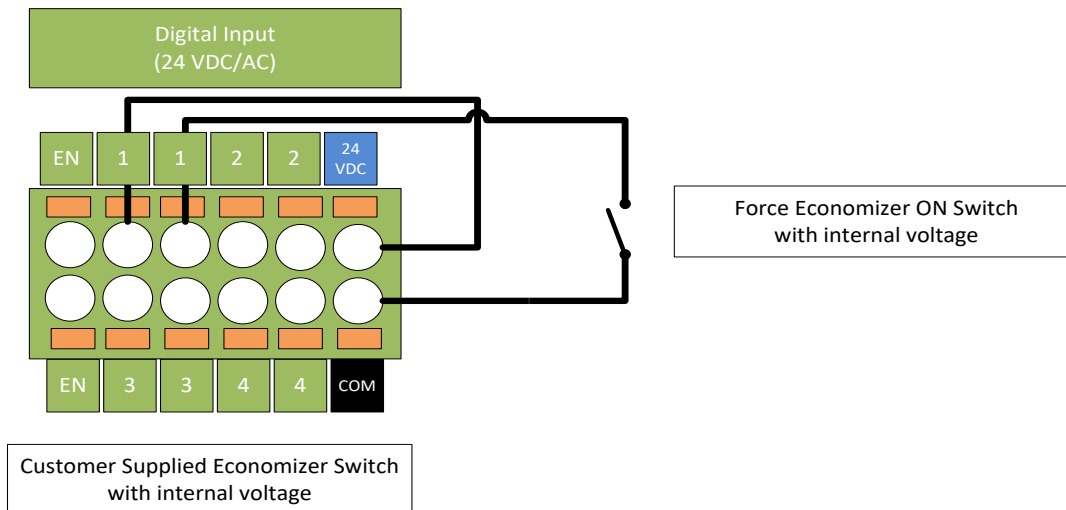 Digital Input
(24 VDC/AC)
EN 1 1 2 2 24 VDC
Force Economizer ON Switch
with internal voltage
EN 3 3 4 4 COM
Customer Supplied Economizer Switch
with internal voltage